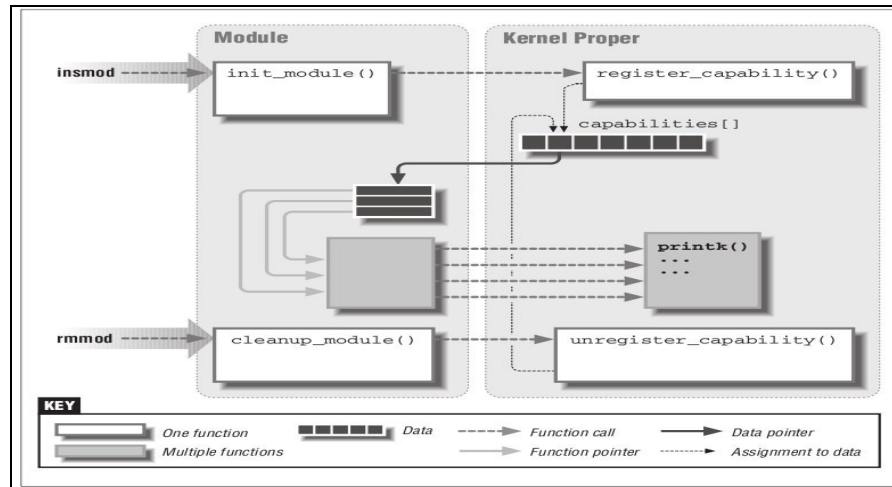 Module
Kernel Proper
insmod
init_module()
register_capability()
capabilities[]
printk()
...
...
rmmod
cleanup_module()
unregister_capability()
KEY
One function
Data
Function call
Data pointer
Multiple functions
Function pointer
Assignment to data